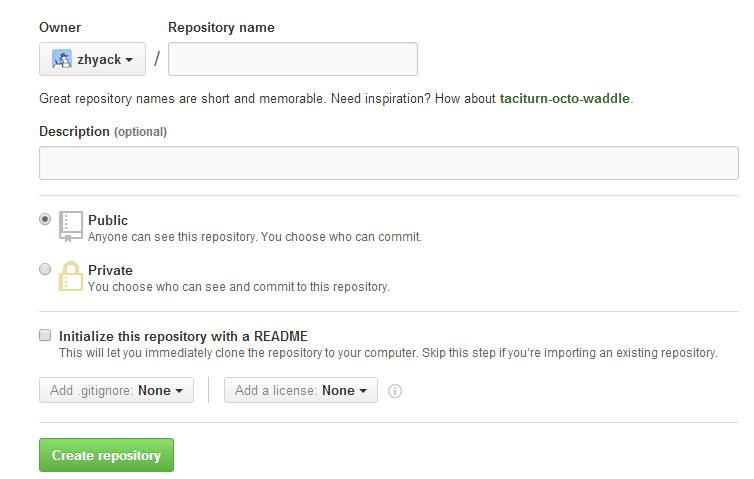 Owner Repository name
zhyack /
Great repository names are short and memorable. Need inspiration? How about taciturn-octo-waddle.
Description (optional)
Public
Anyone can see this repository. You choose who can commit.
Private
You choose who can see and commit to this repository.
Initialize this repository with a README
This will let you immediately clone the repository to your computer. Skip this step if you're importing an existing repository.
Add .gitignore: None Add a license: None
Create repository